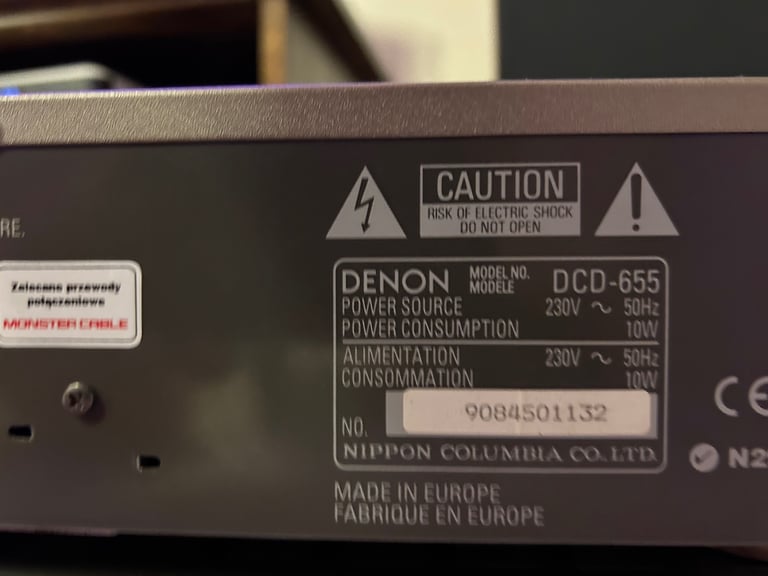 RE.
Zalecane przewody
połączeniowe
MONSTER CABLE
CAUTION
RISK OF ELECTRIC SHOCK
DO NOT OPEN
DENON MODEL NO. MODÈLE DCD-655
POWER SOURCE 230V ~ 50Hz
POWER CONSUMPTION 10W
ALIMENTATION 230V ~ 50Hz
CONSOMMATION 10W
NO. 9084501132
NIPPON COLUMBIA CO. LTD.
MADE IN EUROPE
FABRIQUE EN EUROPE
CE
N2